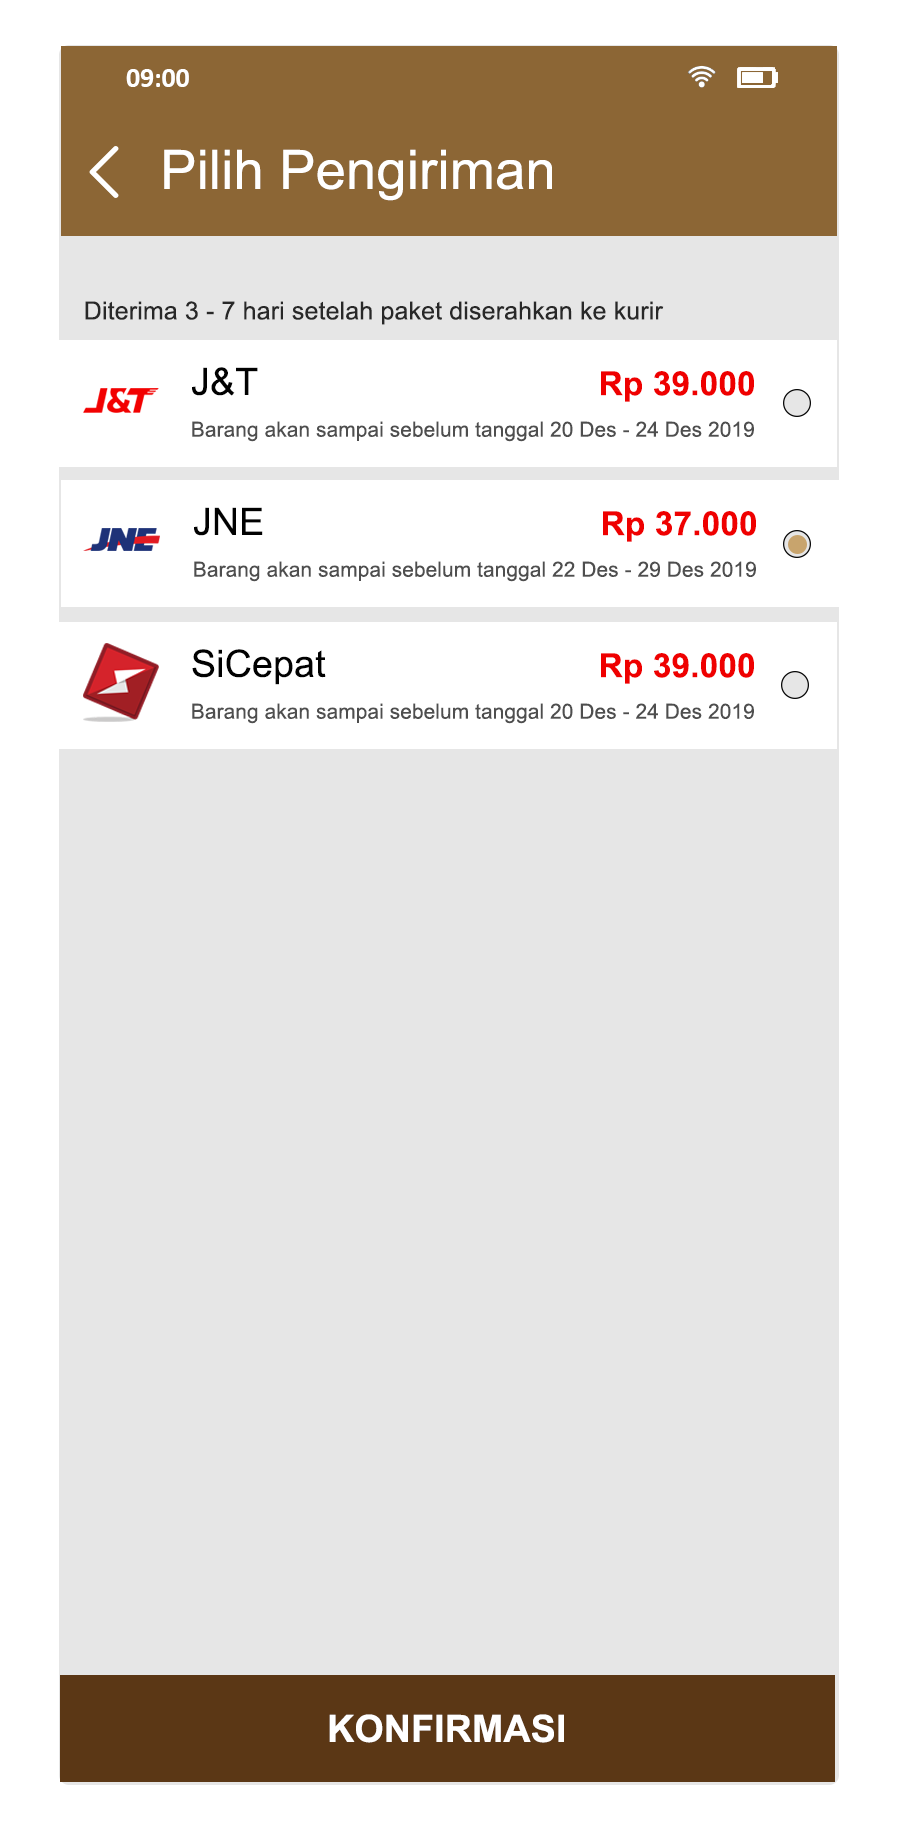 09:00
Pilih Pengiriman
Diterima 3 - 7 hari setelah paket diserahkan ke kurir
J&T
J&T
Rp 39.000
Barang akan sampai sebelum tanggal 20 Des - 24 Des 2019
JNE
JNE
Rp 37.000
Barang akan sampai sebelum tanggal 22 Des - 29 Des 2019
SiCepat
Rp 39.000
Barang akan sampai sebelum tanggal 20 Des - 24 Des 2019
KONFIRMASI